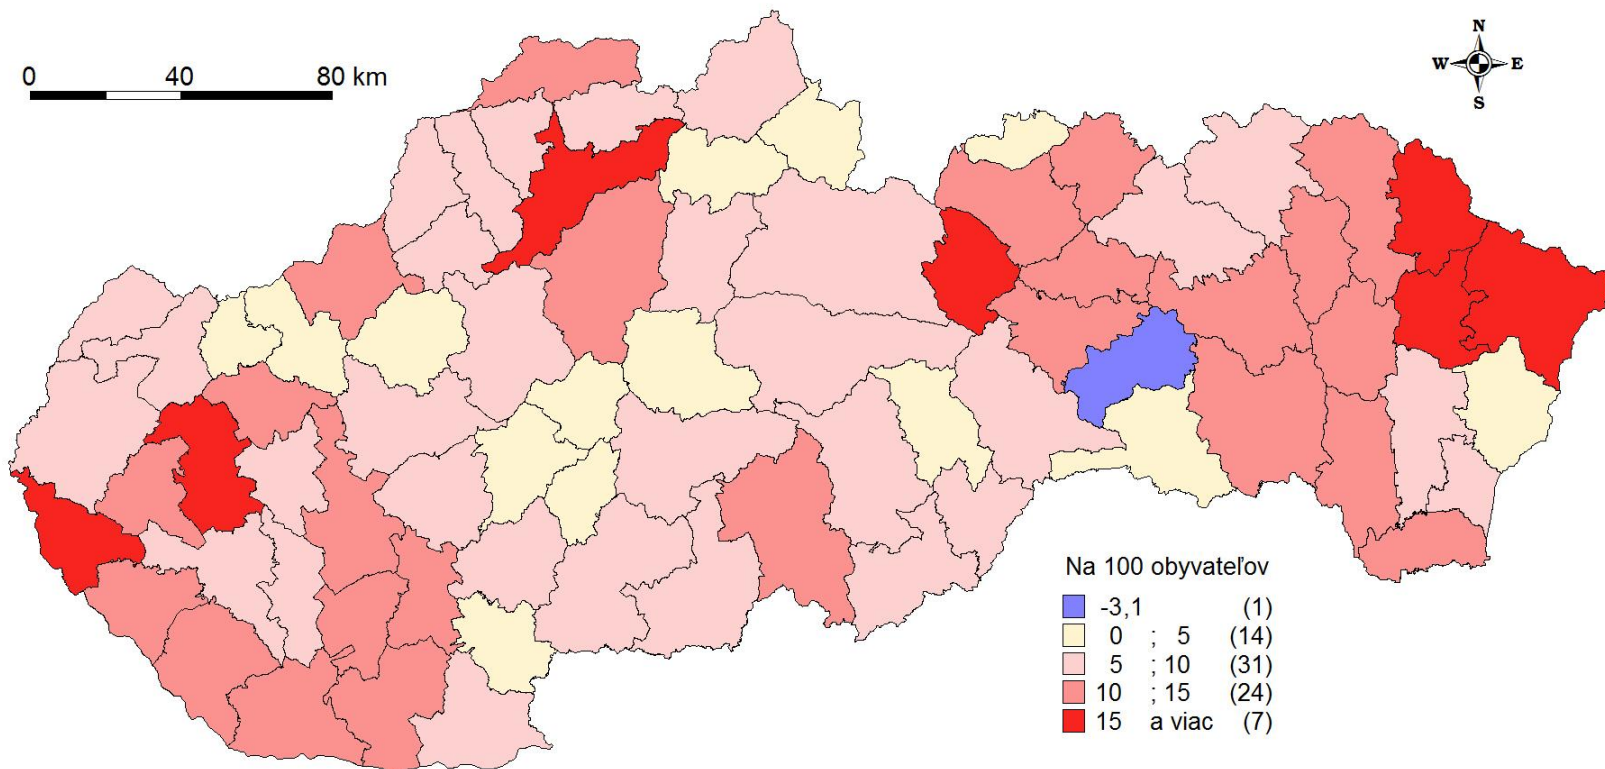 0 40 80 km
N
W E
S
Na 100 obyvateľov
-3,1 (1)
0 ; 5 (14)
5 ; 10 (31)
10 ; 15 (24)
15 a viac (7)